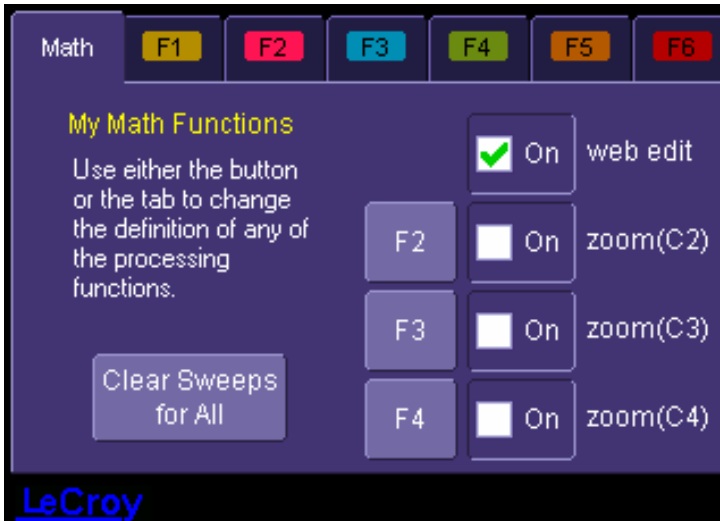 Math F1 F2 F3 F4 F5 F6
My Math Functions
Use either the button
or the tab to change
the definition of any of
the processing
functions.
Clear Sweeps
for All
On web edit
F2 On zoom(C2)
F3 On zoom(C3)
F4 On zoom(C4)
LeCroy